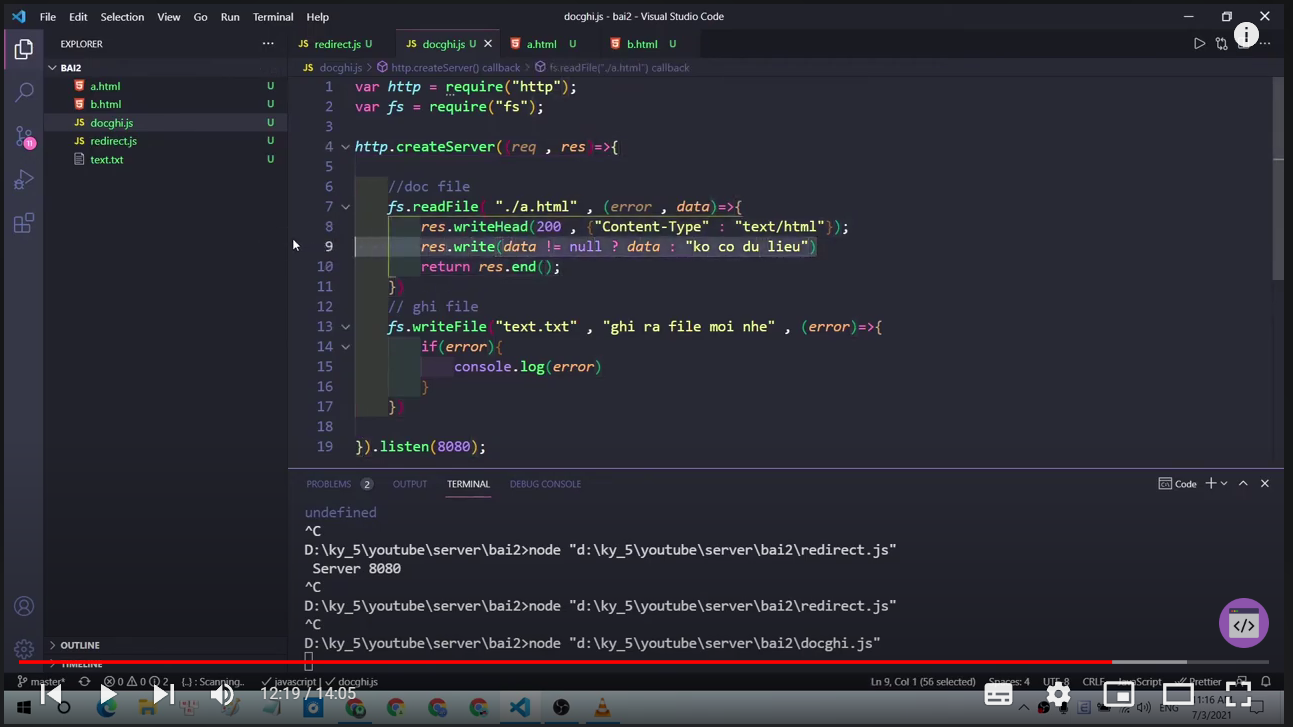 File Edit Selection View Go Run Terminal Help docghi.js - bai2 - Visual Studio Code
EXPLORER
JS redirect.js U JS docghi.js U a.html U b.html U
BAI2
JS docghi.js > http.createServer() callback > fs.readFile("./a.html") callback
a.html U
b.html U
JS docghi.js U
JS redirect.js U
text.txt U
1 var http = require("http");
2 var fs = require("fs");
3
4 http.createServer((req , res)=>{
5
6 //doc file
7 fs.readFile( "./a.html" , (error , data)=>{
8 res.writeHead(200 , {"Content-Type" : "text/html"});
9 res.write(data != null ? data : "ko co du lieu")
10 return res.end();
11 })
12 // ghi file
13 fs.writeFile("text.txt" , "ghi ra file moi nhe" , (error)=>{
14 if(error){
15 console.log(error)
16 }
17 })
18
19 }).listen(8080);
11
PROBLEMS 2 OUTPUT TERMINAL DEBUG CONSOLE Code
undefined
^C
D:\ky_5\youtube\server\bai2>node "d:\ky_5\youtube\server\bai2\redirect.js"
Server 8080
^C
D:\ky_5\youtube\server\bai2>node "d:\ky_5\youtube\server\bai2\redirect.js"
^C
D:\ky_5\youtube\server\bai2>node "d:\ky_5\youtube\server\bai2\docghi.js"
OUTLINE
TIMELINE
master* 0 0 2 {..} : Scanning.. javascript docghi.js Ln 9, Col 1 (56 selected) Spaces: 4 UTF-8 CRLF JavaScript Prettier
12:19 / 14:05
ENG
11:16 AM
7/3/2021